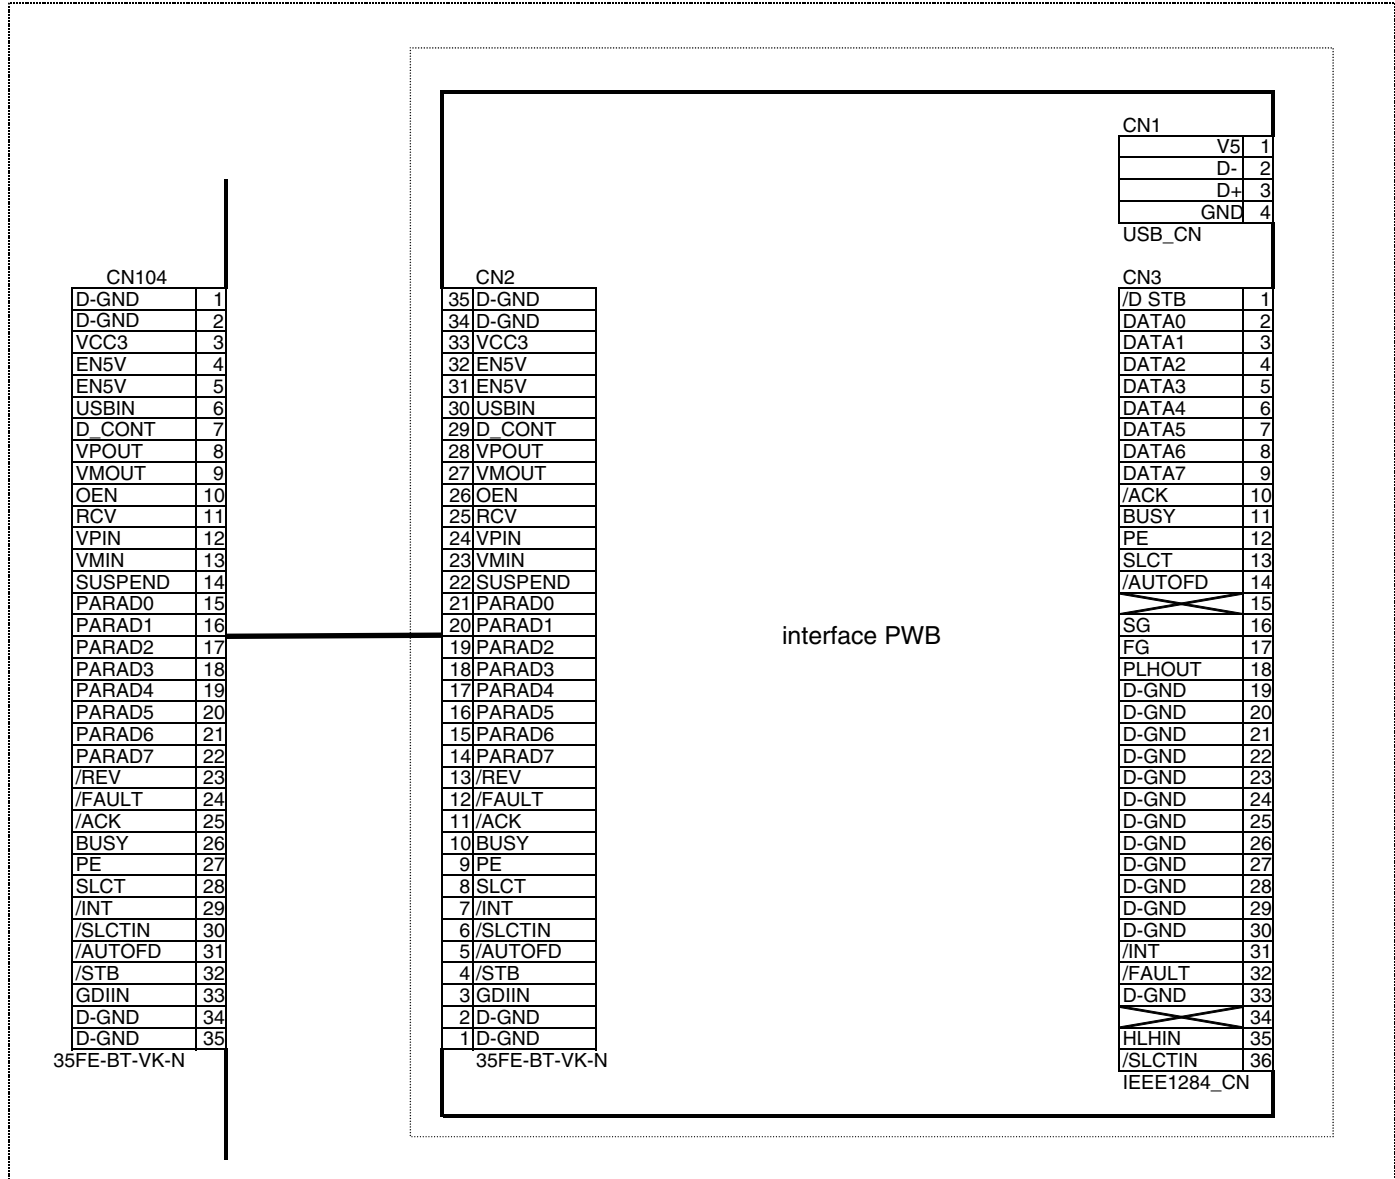 CN1
V5 1
D- 2
D+ 3
GND 4
USB_CN
CN104
D-GND 1
D-GND 2
VCC3 3
EN5V 4
EN5V 5
USBIN 6
D_CONT 7
VPOUT 8
VMOUT 9
OEN 10
RCV 11
VPIN 12
VMIN 13
SUSPEND 14
PARAD0 15
PARAD1 16
PARAD2 17
PARAD3 18
PARAD4 19
PARAD5 20
PARAD6 21
PARAD7 22
/REV 23
/FAULT 24
/ACK 25
BUSY 26
PE 27
SLCT 28
/INT 29
/SLCTIN 30
/AUTOFD 31
/STB 32
GDIIN 33
D-GND 34
D-GND 35
35FE-BT-VK-N
CN2
35 D-GND
34 D-GND
33 VCC3
32 EN5V
31 EN5V
30 USBIN
29 D_CONT
28 VPOUT
27 VMOUT
26 OEN
25 RCV
24 VPIN
23 VMIN
22 SUSPEND
21 PARAD0
20 PARAD1
19 PARAD2
18 PARAD3
17 PARAD4
16 PARAD5
15 PARAD6
14 PARAD7
13 /REV
12 /FAULT
11 /ACK
10 BUSY
9 PE
8 SLCT
7 /INT
6 /SLCTIN
5 /AUTOFD
4 /STB
3 GDIIN
2 D-GND
1 D-GND
35FE-BT-VK-N
interface PWB
CN3
/D STB 1
DATA0 2
DATA1 3
DATA2 4
DATA3 5
DATA4 6
DATA5 7
DATA6 8
DATA7 9
/ACK 10
BUSY 11
PE 12
SLCT 13
/AUTOFD 14
15
SG 16
FG 17
PLHOUT 18
D-GND 19
D-GND 20
D-GND 21
D-GND 22
D-GND 23
D-GND 24
D-GND 25
D-GND 26
D-GND 27
D-GND 28
D-GND 29
D-GND 30
/INT 31
/FAULT 32
D-GND 33
34
HLHIN 35
/SLCTIN 36
IEEE1284_CN